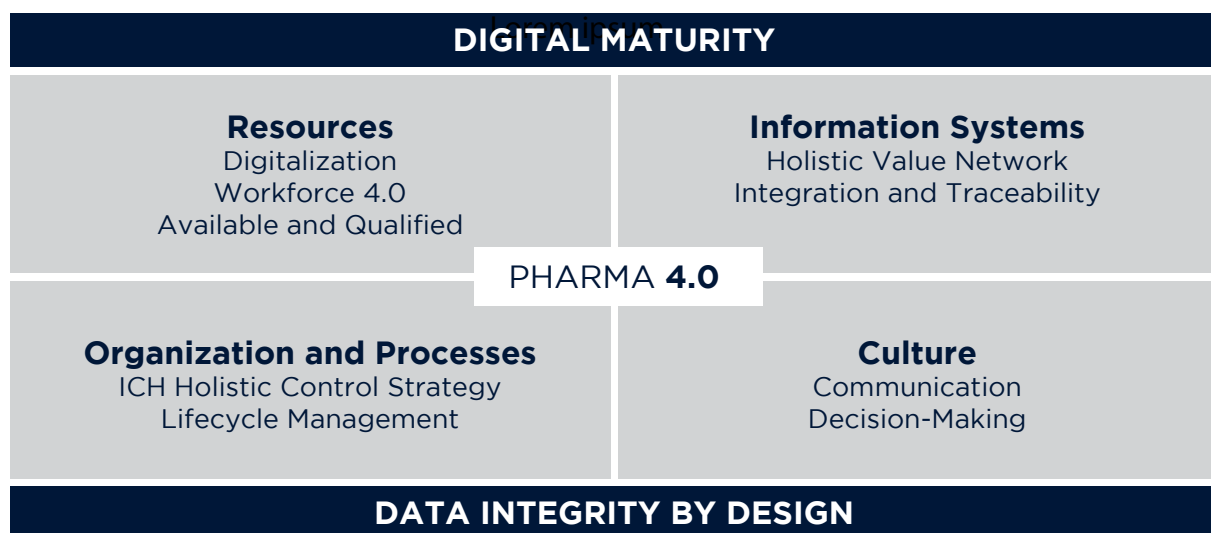 Lorem ipsum
DIGITAL MATURITY
Resources
Digitalization
Workforce 4.0
Available and Qualified
Information Systems
Holistic Value Network
Integration and Traceability
PHARMA 4.0
Organization and Processes
ICH Holistic Control Strategy
Lifecycle Management
Culture
Communication
Decision-Making
DATA INTEGRITY BY DESIGN